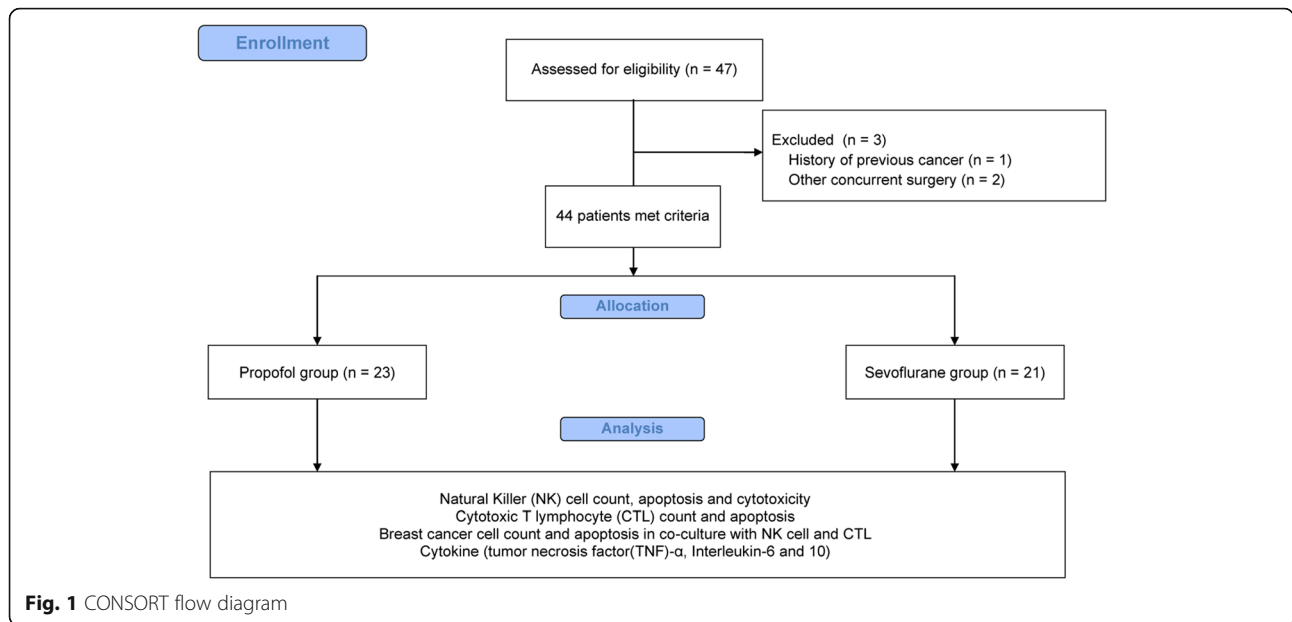 Enrollment
Assessed for eligibility (n = 47)
Excluded (n = 3)
History of previous cancer (n = 1)
Other concurrent surgery (n = 2)
44 patients met criteria
Allocation
Propofol group (n = 23)
Sevoflurane group (n = 21)
Analysis
Natural Killer (NK) cell count, apoptosis and cytotoxicity
Cytotoxic T lymphocyte (CTL) count and apoptosis
Breast cancer cell count and apoptosis in co-culture with NK cell and CTL
Cytokine (tumor necrosis factor(TNF)-α, Interleukin-6 and 10)
Fig. 1 CONSORT flow diagram